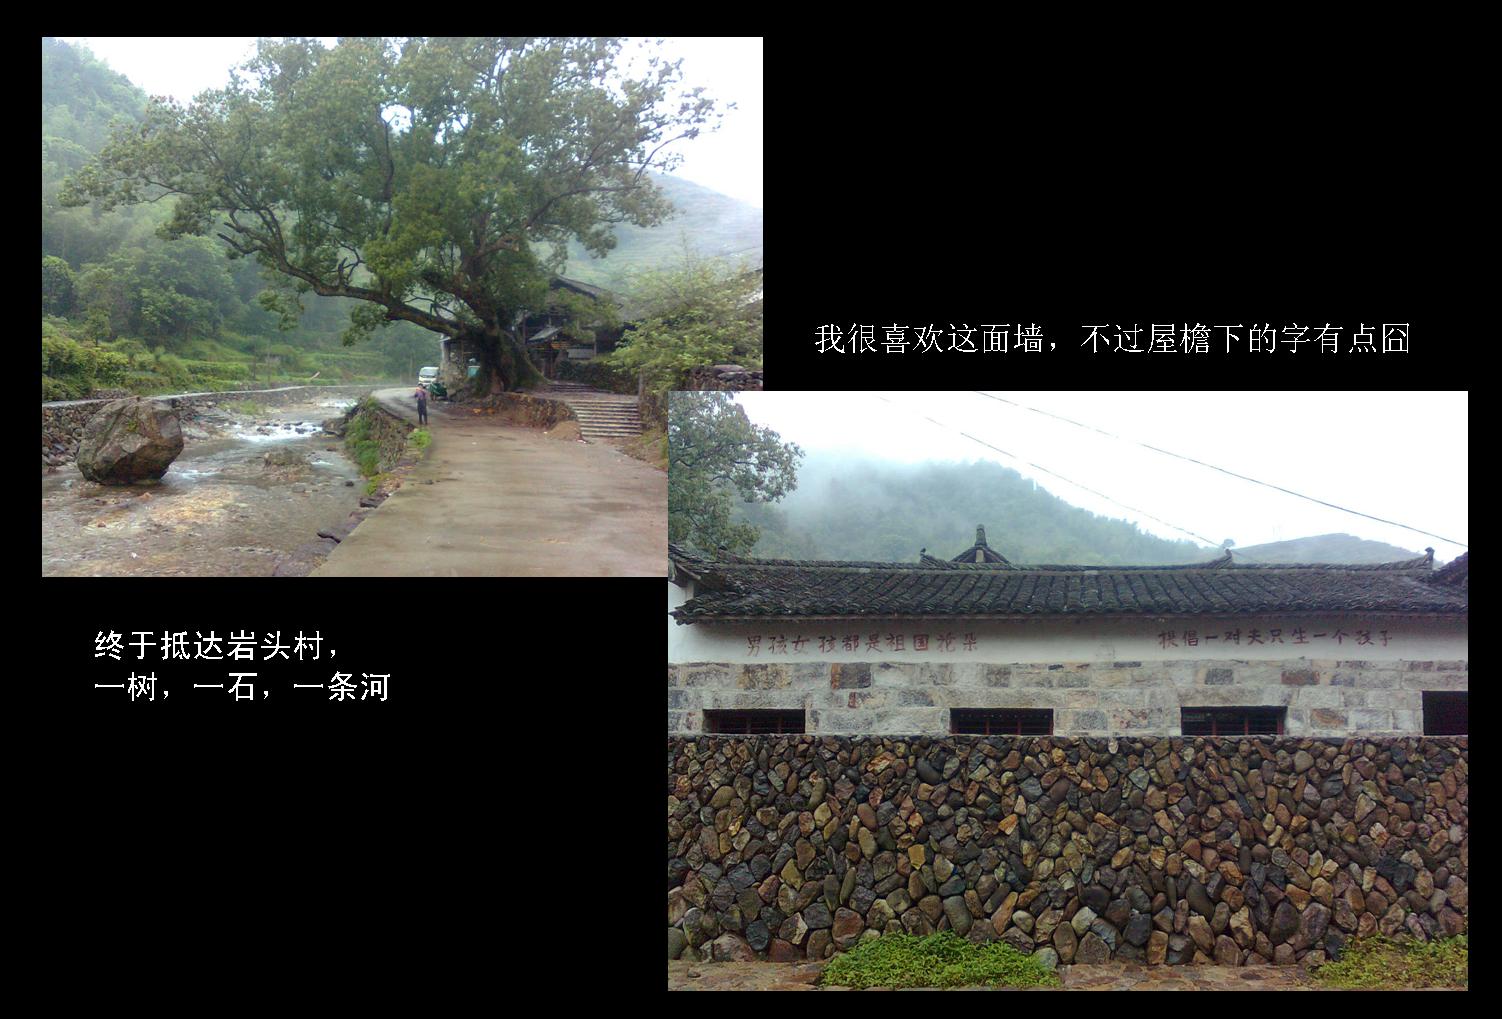 我很喜欢这面墙，不过屋檐下的字有点囧
男孩女孩都是祖国花朵
提倡一对夫只生一个孩子
终于抵达岩头村，
一树，一石，一条河